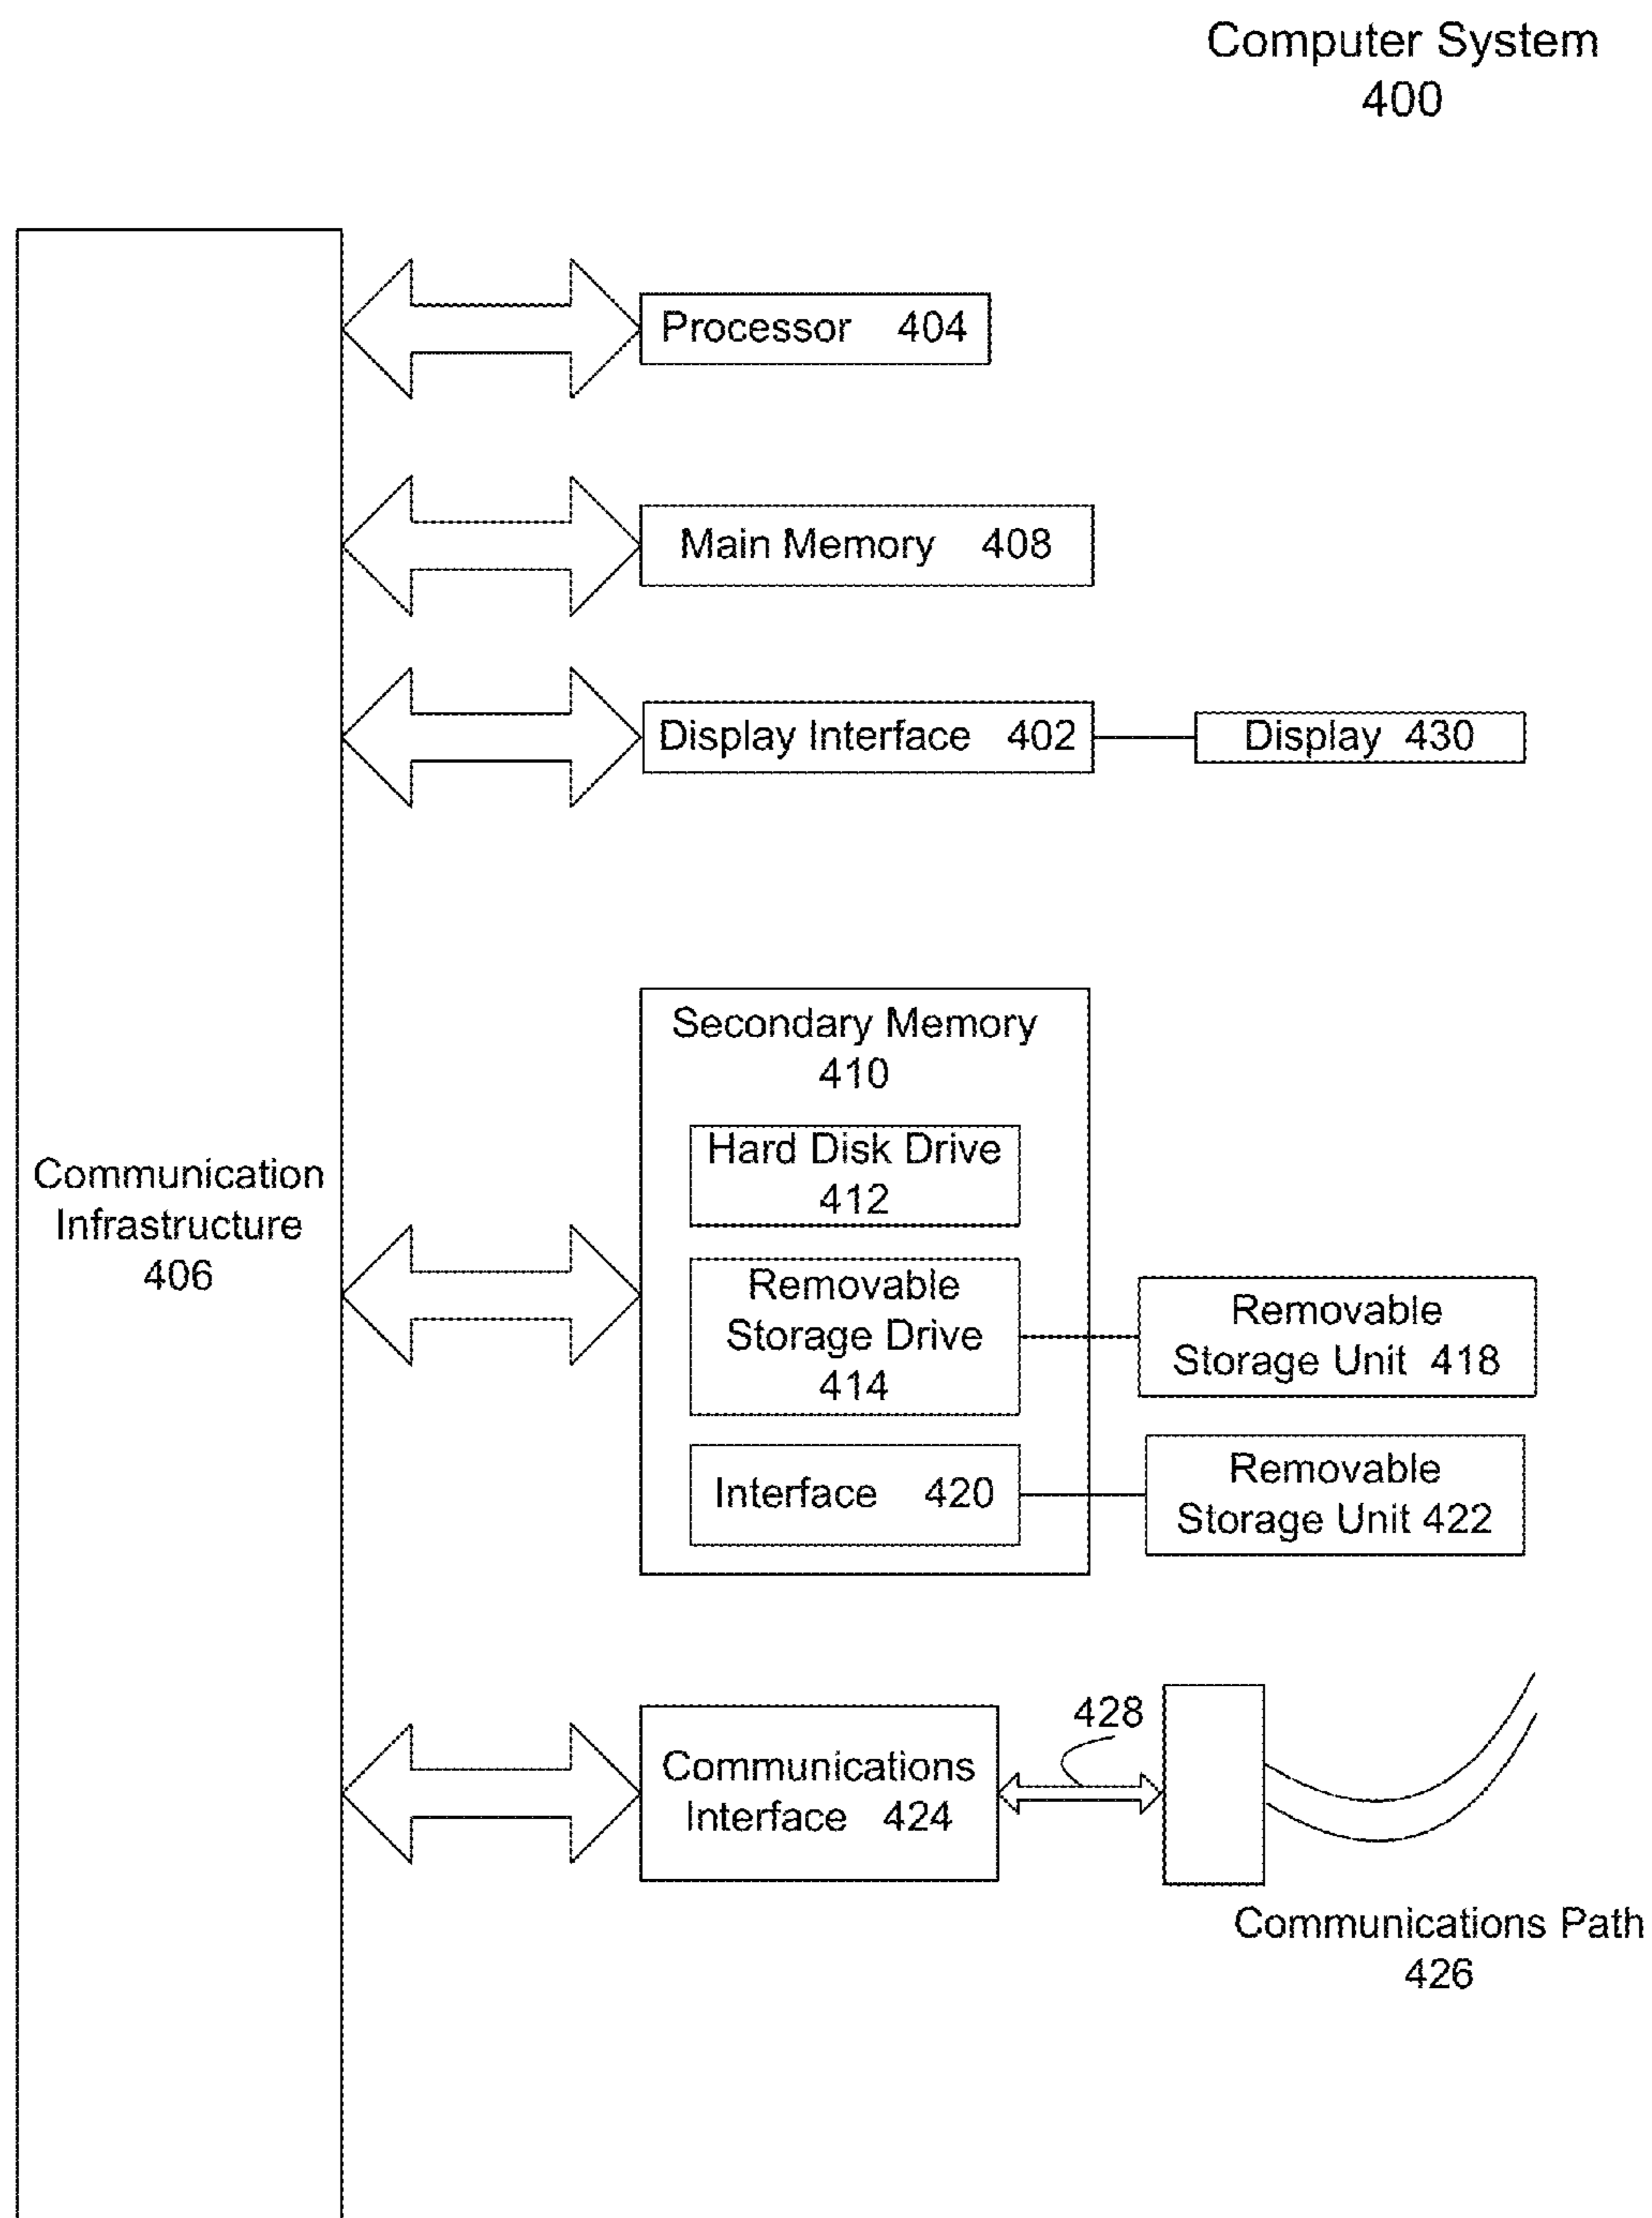 Computer System
400
Processor 404
Main Memory 408
Display Interface 402
Display 430
Communication
Infrastructure
406
Secondary Memory
410
Hard Disk Drive
412
Removable
Storage Drive
414
Removable
Storage Unit 418
Interface 420
Removable
Storage Unit 422
Communications
Interface 424
428
Communications Path
426